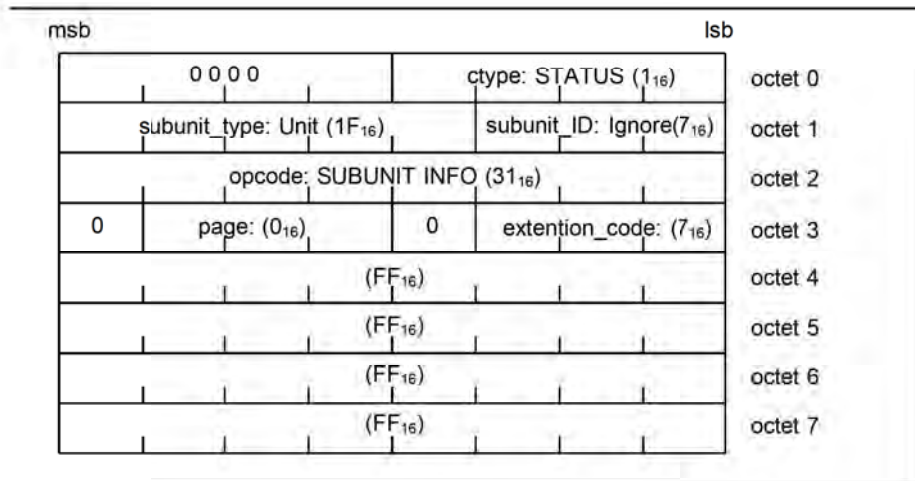 msb lsb
0 0 0 0 ctype: STATUS (1₁₆) octet 0
subunit_type: Unit (1F₁₆) subunit_ID: Ignore(7₁₆) octet 1
opcode: SUBUNIT INFO (31₁₆) octet 2
0 page: (0₁₆) 0 extention_code: (7₁₆) octet 3
(FF₁₆) octet 4
(FF₁₆) octet 5
(FF₁₆) octet 6
(FF₁₆) octet 7